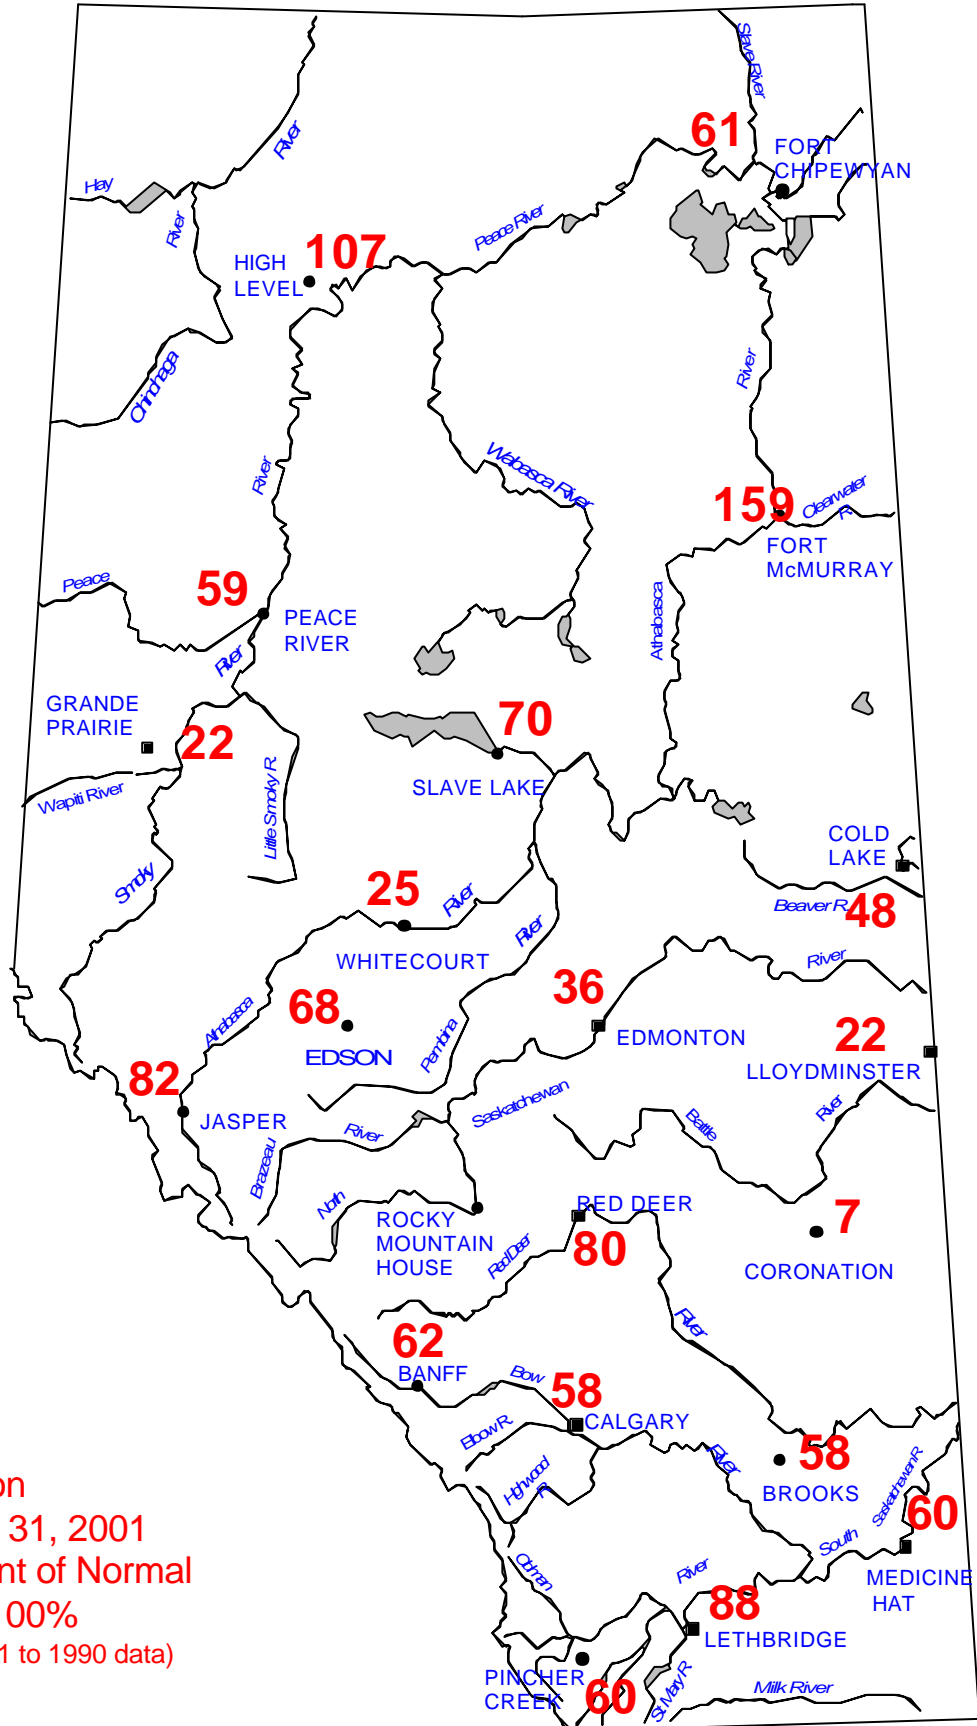 Slave River
61
FORT
CHIPEWYAN
Hay
River
River
Peace River
HIGH
LEVEL
107
Chinchaga
River
River
Wabasca River
159
Clearwater
R.
FORT
McMURRAY
Peace
59
PEACE
RIVER
River
Athabasca
GRANDE
PRAIRIE
22
70
SLAVE LAKE
Wapiti River
Little Smoky R.
Smoky
COLD
LAKE
Beaver R.
48
25
River
WHITECOURT
River
River
68
EDSON
Athabasca
Pembina
36
EDMONTON
22
LLOYDMINSTER
82
JASPER
Saskatchewan
Brazeau
River
Battle
River
North
ROCKY
MOUNTAIN
HOUSE
RED DEER
80
Red Deer
7
CORONATION
River
62
BANFF
Bow
58
CALGARY
Elbow R.
Highwood
R.
River
58
BROOKS
Saskatchewan R.
60
South
MEDICINE
HAT
Oldman
River
88
LETHBRIDGE
PINCHER
CREEK
60
St. Mary R.
Milk River
on
31, 2001
nt of Normal
00%
1 to 1990 data)